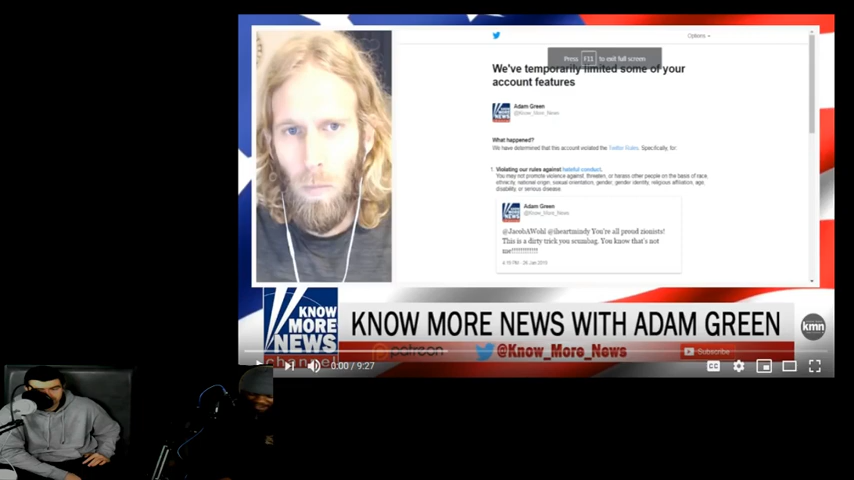 Options
Press F11 to exit full screen
We've temporarily limited some of your
account features
Adam Green
@Know_More_News
What happened?
We have determined that this account violated the Twitter Rules. Specifically, for:
1. Violating our rules against hateful conduct.
You may not promote violence against, threaten, or harass other people on the basis of race,
ethnicity, national origin, sexual orientation, gender, gender identity, religious affiliation, age,
disability, or serious disease.
Adam Green
@Know_More_News
@JacobAWohl @iheartmindy You're all proud zionists!
This is a dirty trick you scumbag. You know that's not
me!!!!!!!!!!!!
KNOW
MORE
NEWS
channel
KNOW MORE NEWS WITH ADAM GREEN
kmn
patreon
@Know_More_News
Subscribe
0:00 / 9:27
CC